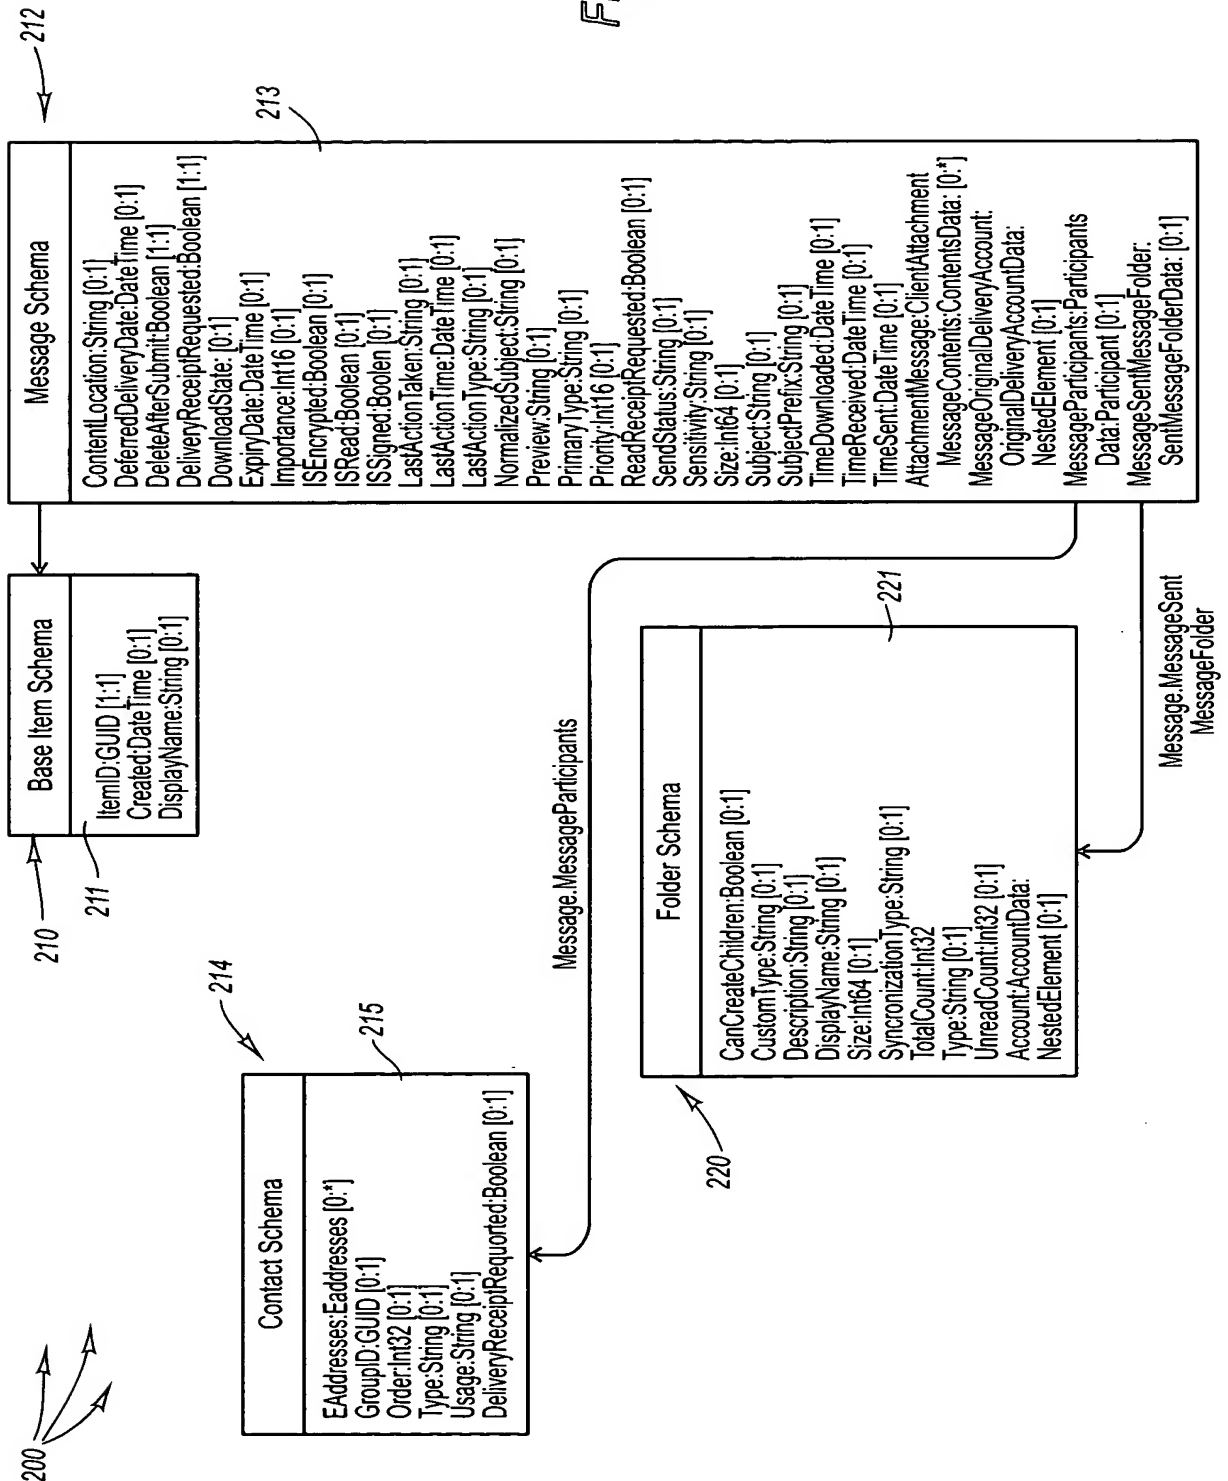 200
210
Base Item Schema
211
ItemID:GUID [1:1]
Created:DateTime [0:1]
DisplayName:String [0:1]
212
Message Schema
213
ContentLocation:String [0:1]
DeferredDeliveryDate:DateTime [0:1]
DeleteAfterSubmit:Boolean [1:1]
DeliveryReceiptRequested:Boolean [1:1]
DownloadState: [0:1]
ExpiryDate:DateTime [0:1]
Importance:Int16 [0:1]
ISEncrypted:Boolean [0:1]
ISRead:Boolean [0:1]
ISSigned:Boolen [0:1]
LastActionTaken:String [0:1]
LastActionTime:DateTime [0:1]
LastActionType:String [0:1]
NormalizedSubject:String [0:1]
Preview:String [0:1]
PrimaryType:String [0:1]
Priority:Int16 [0:1]
ReadReceiptRequested:Boolean [0:1]
SendStatus:String [0:1]
Sensitivity:String [0:1]
Size:Int64 [0:1]
Subject:String [0:1]
SubjectPrefix:String [0:1]
TimeDownloaded:DateTime [0:1]
TimeReceived:DateTime [0:1]
TimeSent:DateTime [0:1]
AttachmentMessage:ClientAttachment
MessageContents:ContentsData: [0:*]
MessageOriginalDeliveryAccount:
OriginalDeliveryAccountData:
NestedElement [0:1]
MessageParticipants:Participants
Data:Participant [0:1]
MessageSentMessageFolder:
SentMessageFolderData: [0:1]
214
Contact Schema
215
EAddresses:Eaddresses [0:*]
GroupID:GUID [0:1]
Order:Int32 [0:1]
Type:String [0:1]
Usage:String [0:1]
DeliveryReceiptRequorted:Boolean [0:1]
Message.MessageParticipants
220
Folder Schema
221
CanCreateChildren:Boolean [0:1]
CustomType:String [0:1]
Description:String [0:1]
DisplayName:String [0:1]
Size:Int64 [0:1]
SyncronizationType:String [0:1]
TotalCount:Int32
Type:String [0:1]
UnreadCount:Int32 [0:1]
Account:AccountData:
NestedElement [0:1]
Message.MessageSent
MessageFolder